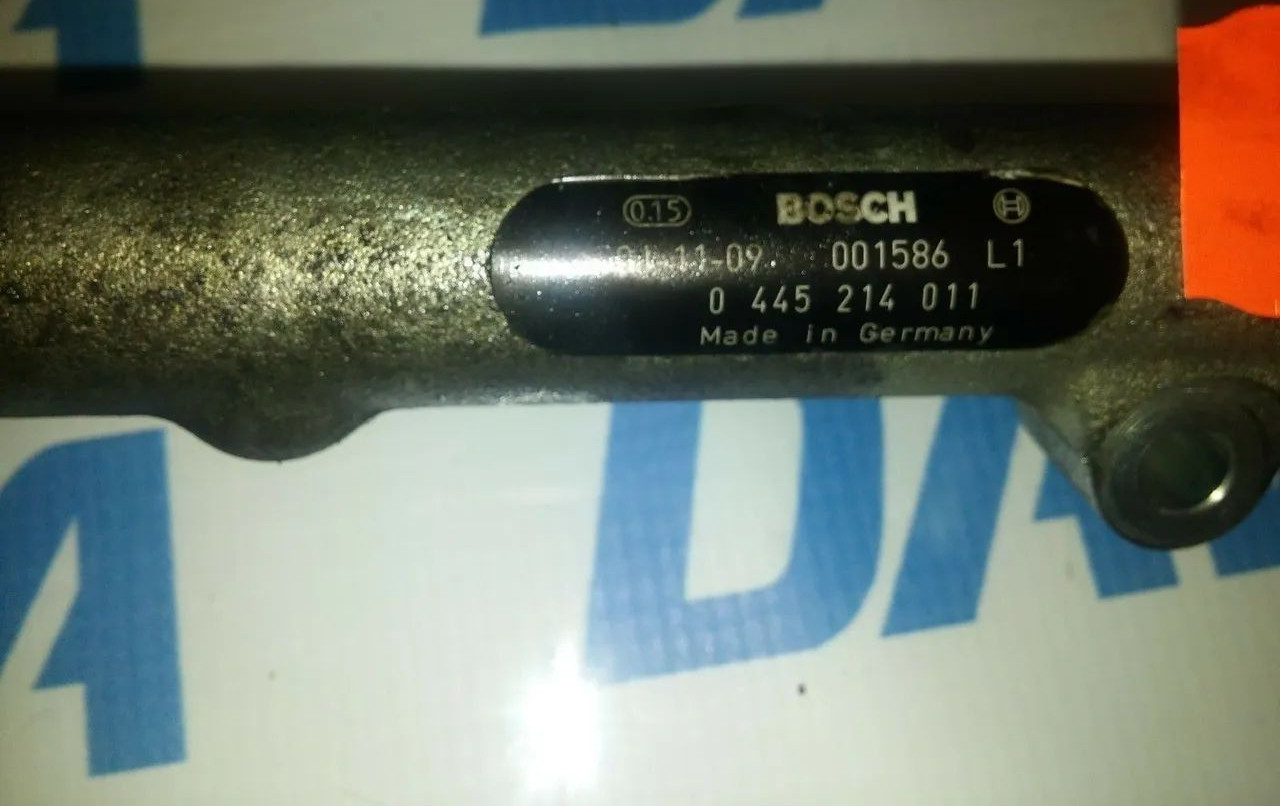 0.15 BOSCH
11-09 001586 L1
0 445 214 011
Made in Germany